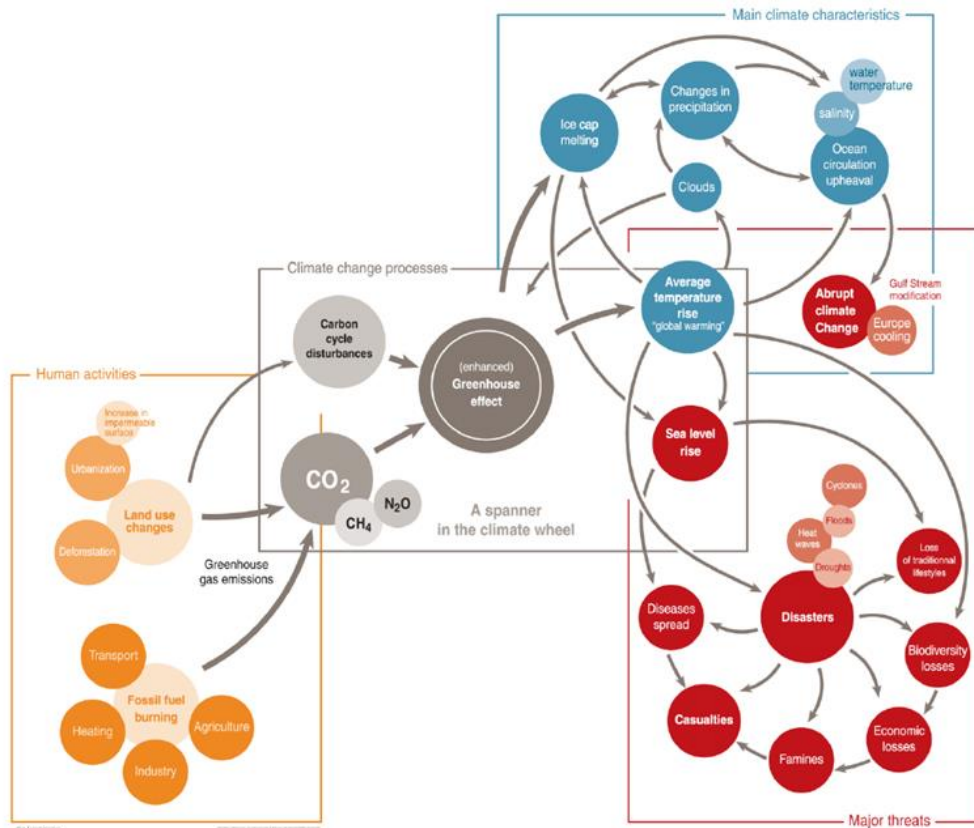 Main climate characteristics
water
temperature
salinity
Changes in
precipitation
Ice cap
melting
Ocean
circulation
upheaval
Clouds
Climate change processes
Average
temperature
rise
"global warming"
Gulf Stream
modification
Abrupt
climate
Change
Europe
cooling
Carbon
cycle
disturbances
(enhanced)
Greenhouse
effect
Human activities
Increase in
impermeable
surface
Urbanization
Land use
changes
Deforestation
CO₂
CH₄
N₂O
A spanner
in the climate wheel
Greenhouse
gas emissions
Sea level
rise
Cyclones
Floods
Heat
waves
Droughts
Loss
of traditionnal
lifestyles
Diseases
spread
Disasters
Biodiversity
losses
Transport
Fossil fuel
burning
Heating
Agriculture
Industry
Casualties
Famines
Economic
losses
Major threats